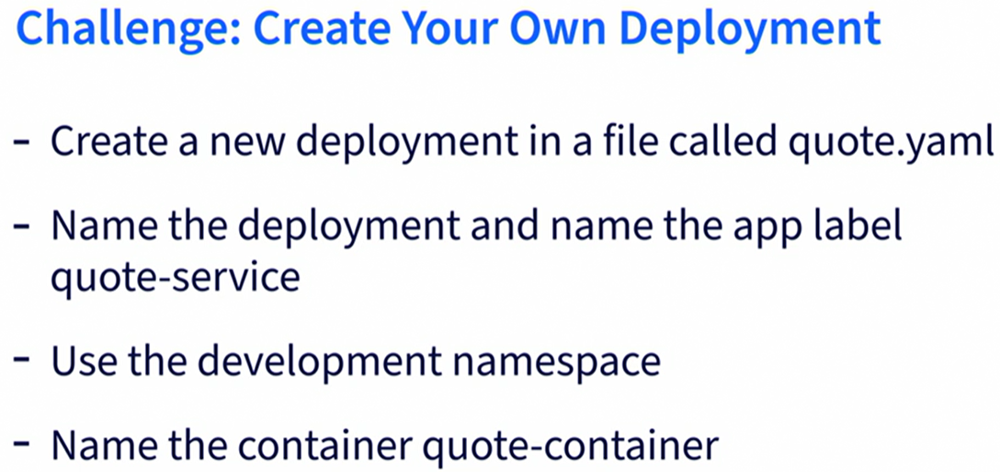 Challenge: Create Your Own Deployment
- Create a new deployment in a file called quote.yaml
- Name the deployment and name the app label
quote-service
- Use the development namespace
- Name the container quote-container